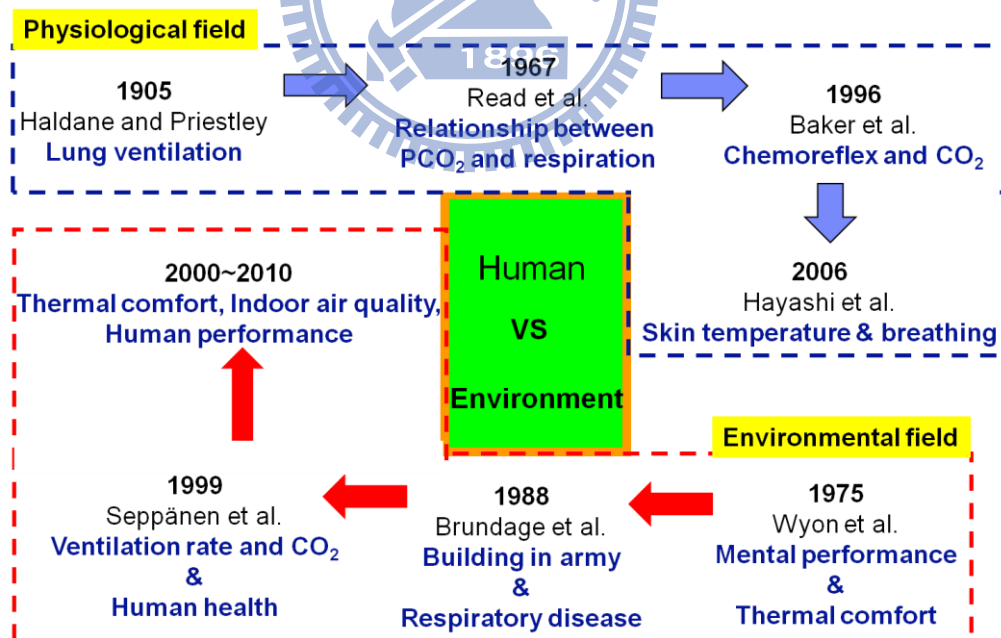 Physiological field
1896
1905
Haldane and Priestley
Lung ventilation
1967
Read et al.
Relationship between
PCO₂ and respiration
1996
Baker et al.
Chemoreflex and CO₂
2006
Hayashi et al.
Skin temperature & breathing
Human
VS
Environment
Environmental field
1975
Wyon et al.
Mental performance
&
Thermal comfort
1988
Brundage et al.
Building in army
&
Respiratory disease
1999
Seppänen et al.
Ventilation rate and CO₂
&
Human health
2000~2010
Thermal comfort, Indoor air quality,
Human performance